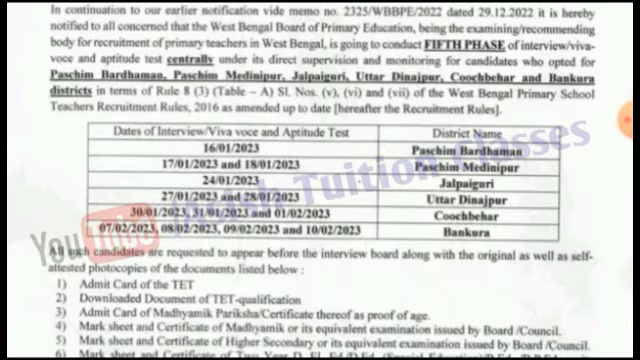 In continuation to our earlier notification vide memo no. 2325/WBBPE/2022 dated 29.12.2022 it is hereby
notified to all concerned that the West Bengal Board of Primary Education, being the examining/recommending
body for recruitment of primary teachers in West Bengal, is going to conduct FIFTH PHASE of interview/viva-
voce and aptitude test centrally under its direct supervision and monitoring for candidates who opted for
Paschim Bardhaman, Paschim Medinipur, Jalpaiguri, Uttar Dinajpur, Coochbehar and Bankura
districts in terms of Rule 8 (3) (Table – A) Sl. Nos. (v), (vi) and (vii) of the West Bengal Primary School
Teachers Recruitment Rules, 2016 as amended up to date [hereafter the Recruitment Rules].
Dates of Interview/Viva voce and Aptitude Test District Name
16/01/2023 Paschim Bardhaman
17/01/2023 and 18/01/2023 Paschim Medinipur
24/01/2023 Jalpaiguri
27/01/2023 and 28/01/2023 Uttar Dinajpur
30/01/2023, 31/01/2023 and 01/02/2023 Coochbehar
07/02/2023, 08/02/2023, 09/02/2023 and 10/02/2023 Bankura
YouTube Tuition Classes
All such candidates are requested to appear before the interview board along with the original as well as self-
attested photocopies of the documents listed below :
1) Admit Card of the TET
2) Downloaded Document of TET-qualification
3) Admit Card of Madhyamik Pariksha/Certificate thereof as proof of age.
4) Mark sheet and Certificate of Madhyamik or its equivalent examination issued by Board /Council.
5) Mark sheet and Certificate of Higher Secondary or its equivalent examination issued by Board /Council.
6) Mark sheet and Certificate of Two Year D. El. Ed